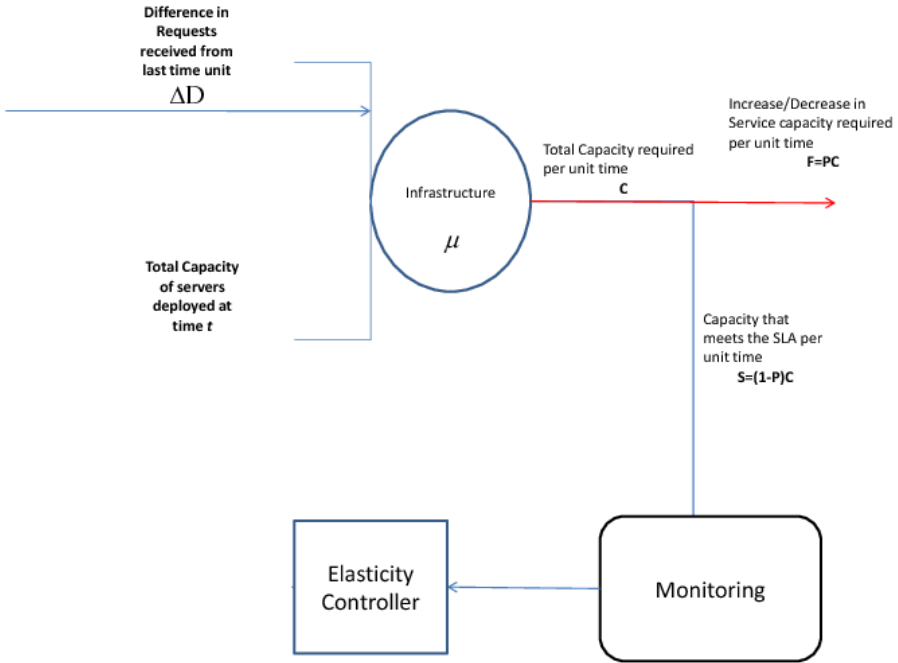 Difference in
Requests
received from
last time unit
ΔD
Infrastructure
μ
Total Capacity required
per unit time
C
Increase/Decrease in
Service capacity required
per unit time
F=PC
Total Capacity
of servers
deployed at
time t
Capacity that
meets the SLA per
unit time
S=(1-P)C
Elasticity
Controller
Monitoring